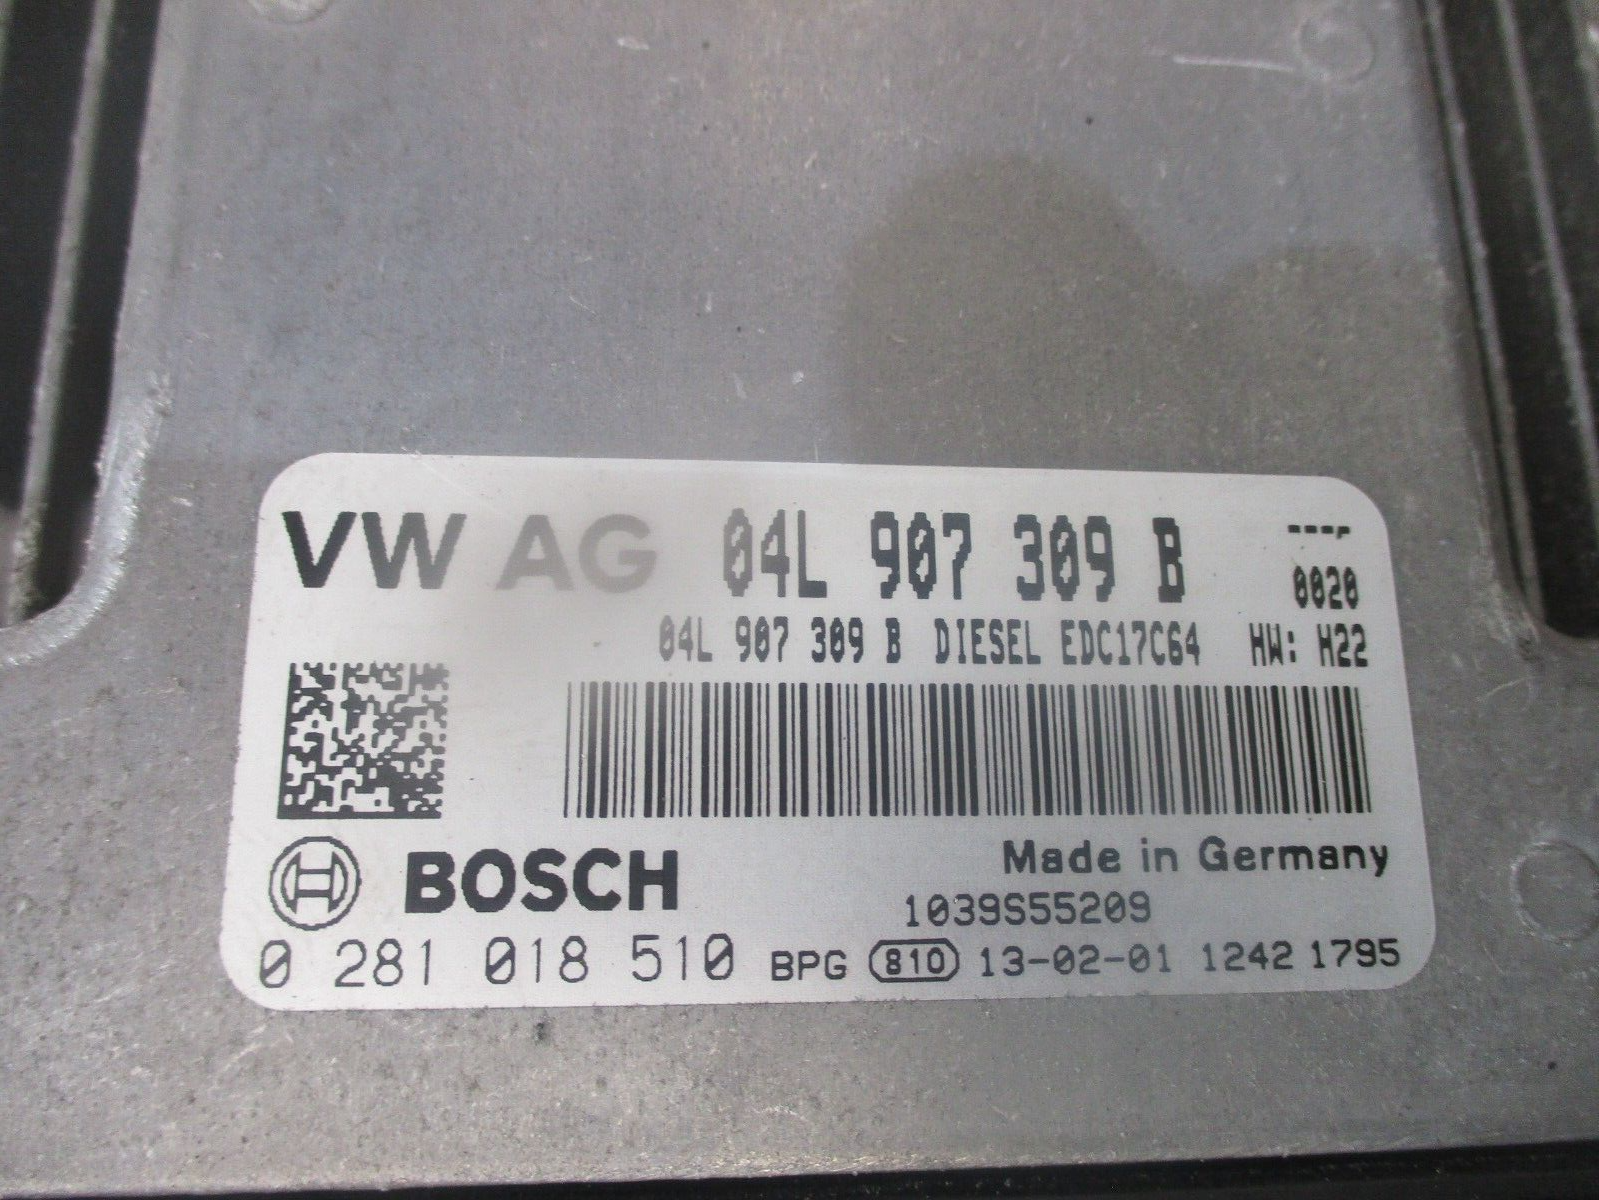 VW AG 04L 907 309 B ----
0020
04L 907 309 B DIESEL EDC17C64 HW: H22
BOSCH Made in Germany
1039S55209
0 281 018 510 BPG 810 13-02-01 1242 1795